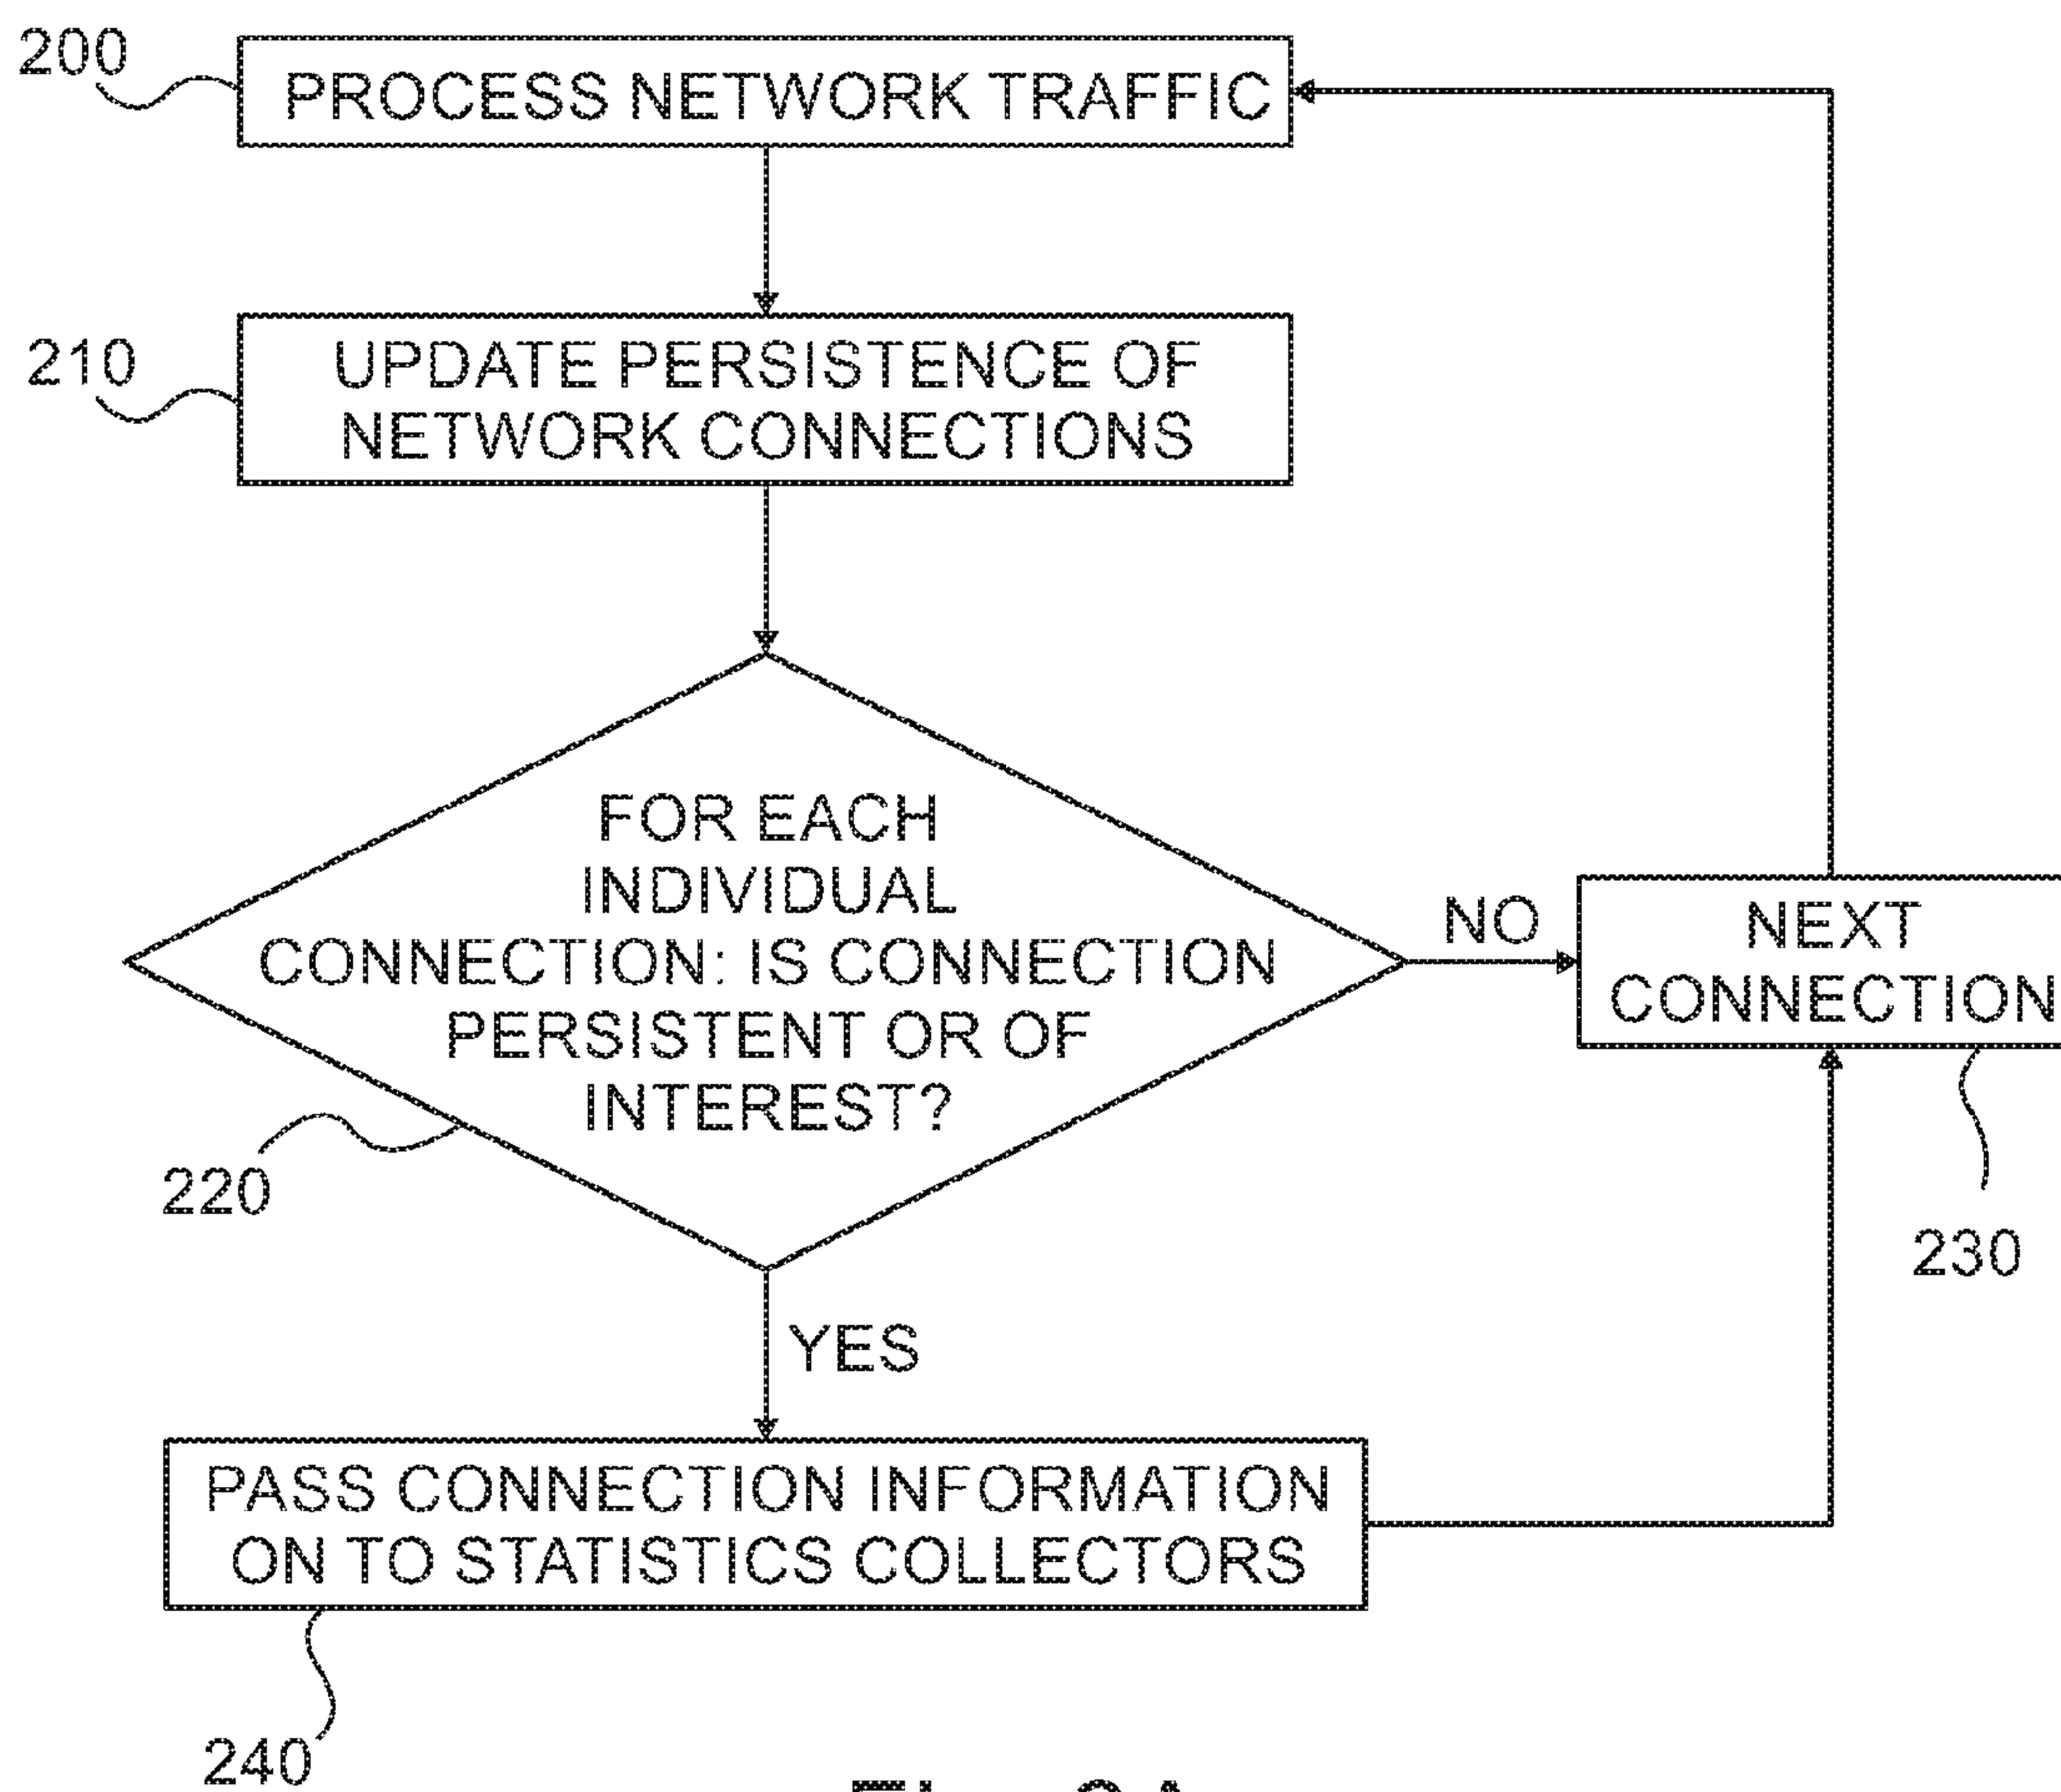 200
PROCESS NETWORK TRAFFIC
210
UPDATE PERSISTENCE OF
NETWORK CONNECTIONS
FOR EACH
INDIVIDUAL
CONNECTION: IS CONNECTION
PERSISTENT OR OF
INTEREST?
220
NO
NEXT
CONNECTION
230
YES
PASS CONNECTION INFORMATION
ON TO STATISTICS COLLECTORS
240